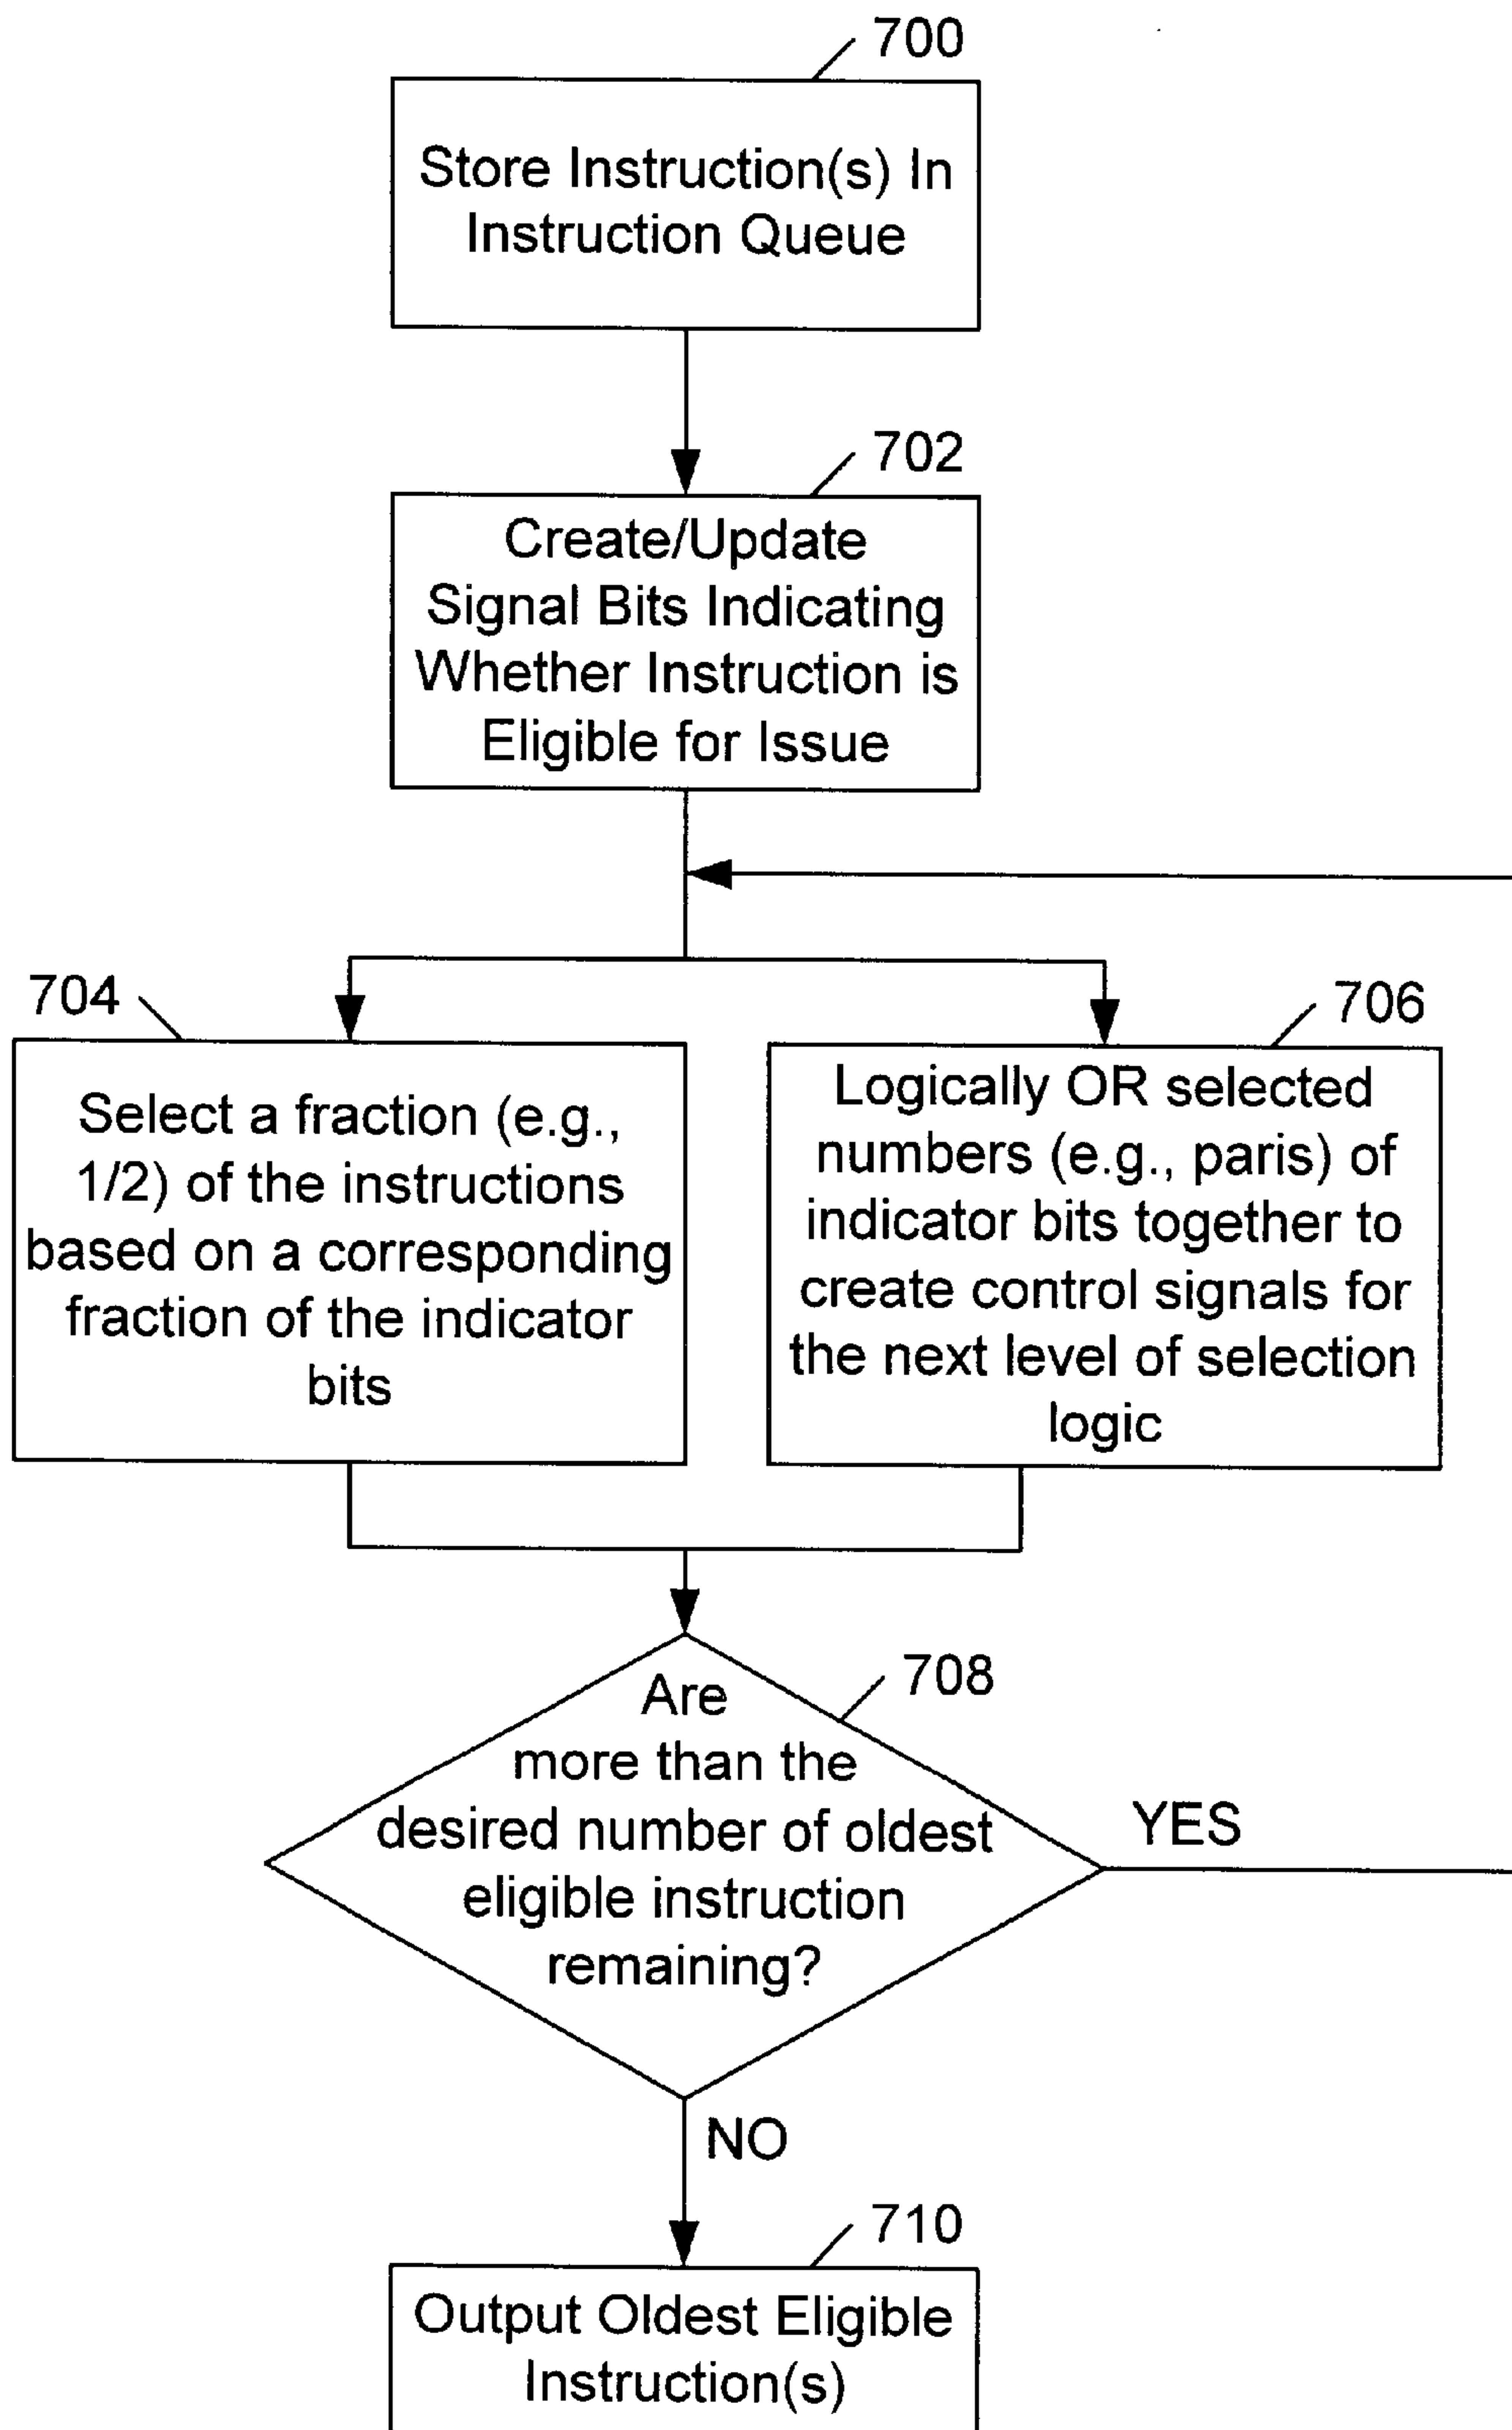 700
Store Instruction(s) In
Instruction Queue
702
Create/Update
Signal Bits Indicating
Whether Instruction is
Eligible for Issue
704
Select a fraction (e.g.,
1/2) of the instructions
based on a corresponding
fraction of the indicator
bits
706
Logically OR selected
numbers (e.g., paris) of
indicator bits together to
create control signals for
the next level of selection
logic
708
Are
more than the
desired number of oldest
eligible instruction
remaining?
YES
NO
710
Output Oldest Eligible
Instruction(s)